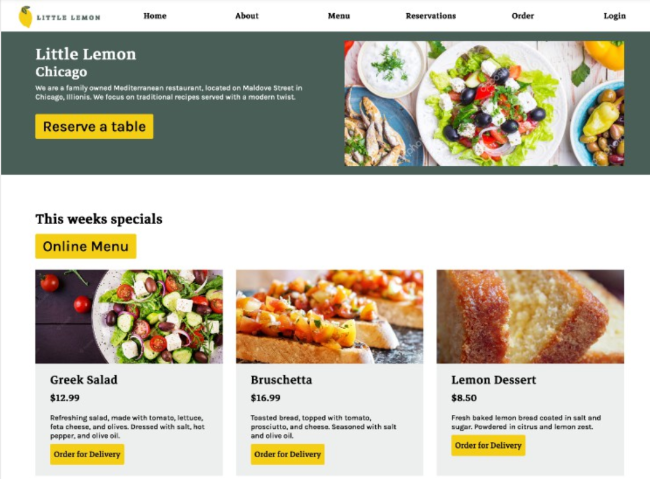 LITTLE LEMON
Home About Menu Reservations Order Login
Little Lemon
Chicago
We are a family owned Mediterranean restaurant, located on Maldove Street in
Chicago, Illionis. We focus on traditional recipes served with a modern twist.
Reserve a table
This weeks specials
Online Menu
Greek Salad
$12.99
Refreshing salad, made with tomato, lettuce,
feta cheese, and olives. Dressed with salt, hot
pepper, and olive oil.
Order for Delivery
Bruschetta
$16.99
Toasted bread, topped with tomato,
prosciutto, and cheese. Seasoned with salt
and olive oil.
Order for Delivery
Lemon Dessert
$8.50
Fresh baked lemon bread coated in salt and
sugar. Powdered in citrus and lemon zest.
Order for Delivery